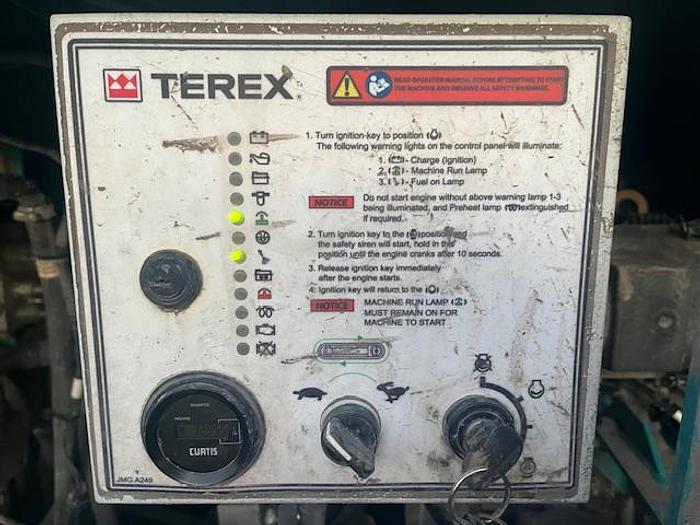 TEREX
READ OPERATOR MANUAL BEFORE ATTEMPTING TO START
THE MACHINE AND OBSERVE ALL SAFETY WARNINGS.
1. Turn ignition-key to position ( )
The following warning lights on the control panel will illuminate:
1. ( ) - Charge (Ignition)
2. ( ) - Machine Run Lamp
3. ( ) - Fuel on Lamp
NOTICE
Do not start engine without above warning lamp 1-3
being illuminated, and Preheat lamp ( ) extinguished
if required.
2. Turn ignition key to the ( ) position and
the safety siren will start, hold in this
position until the engine cranks after 10 seconds.
3. Release ignition key immediately
after the engine starts.
4. Ignition key will return to the ( )
NOTICE
MACHINE RUN LAMP ( )
MUST REMAIN ON FOR
MACHINE TO START
QUARTZ
HOURS
CURTIS
JMG.A249